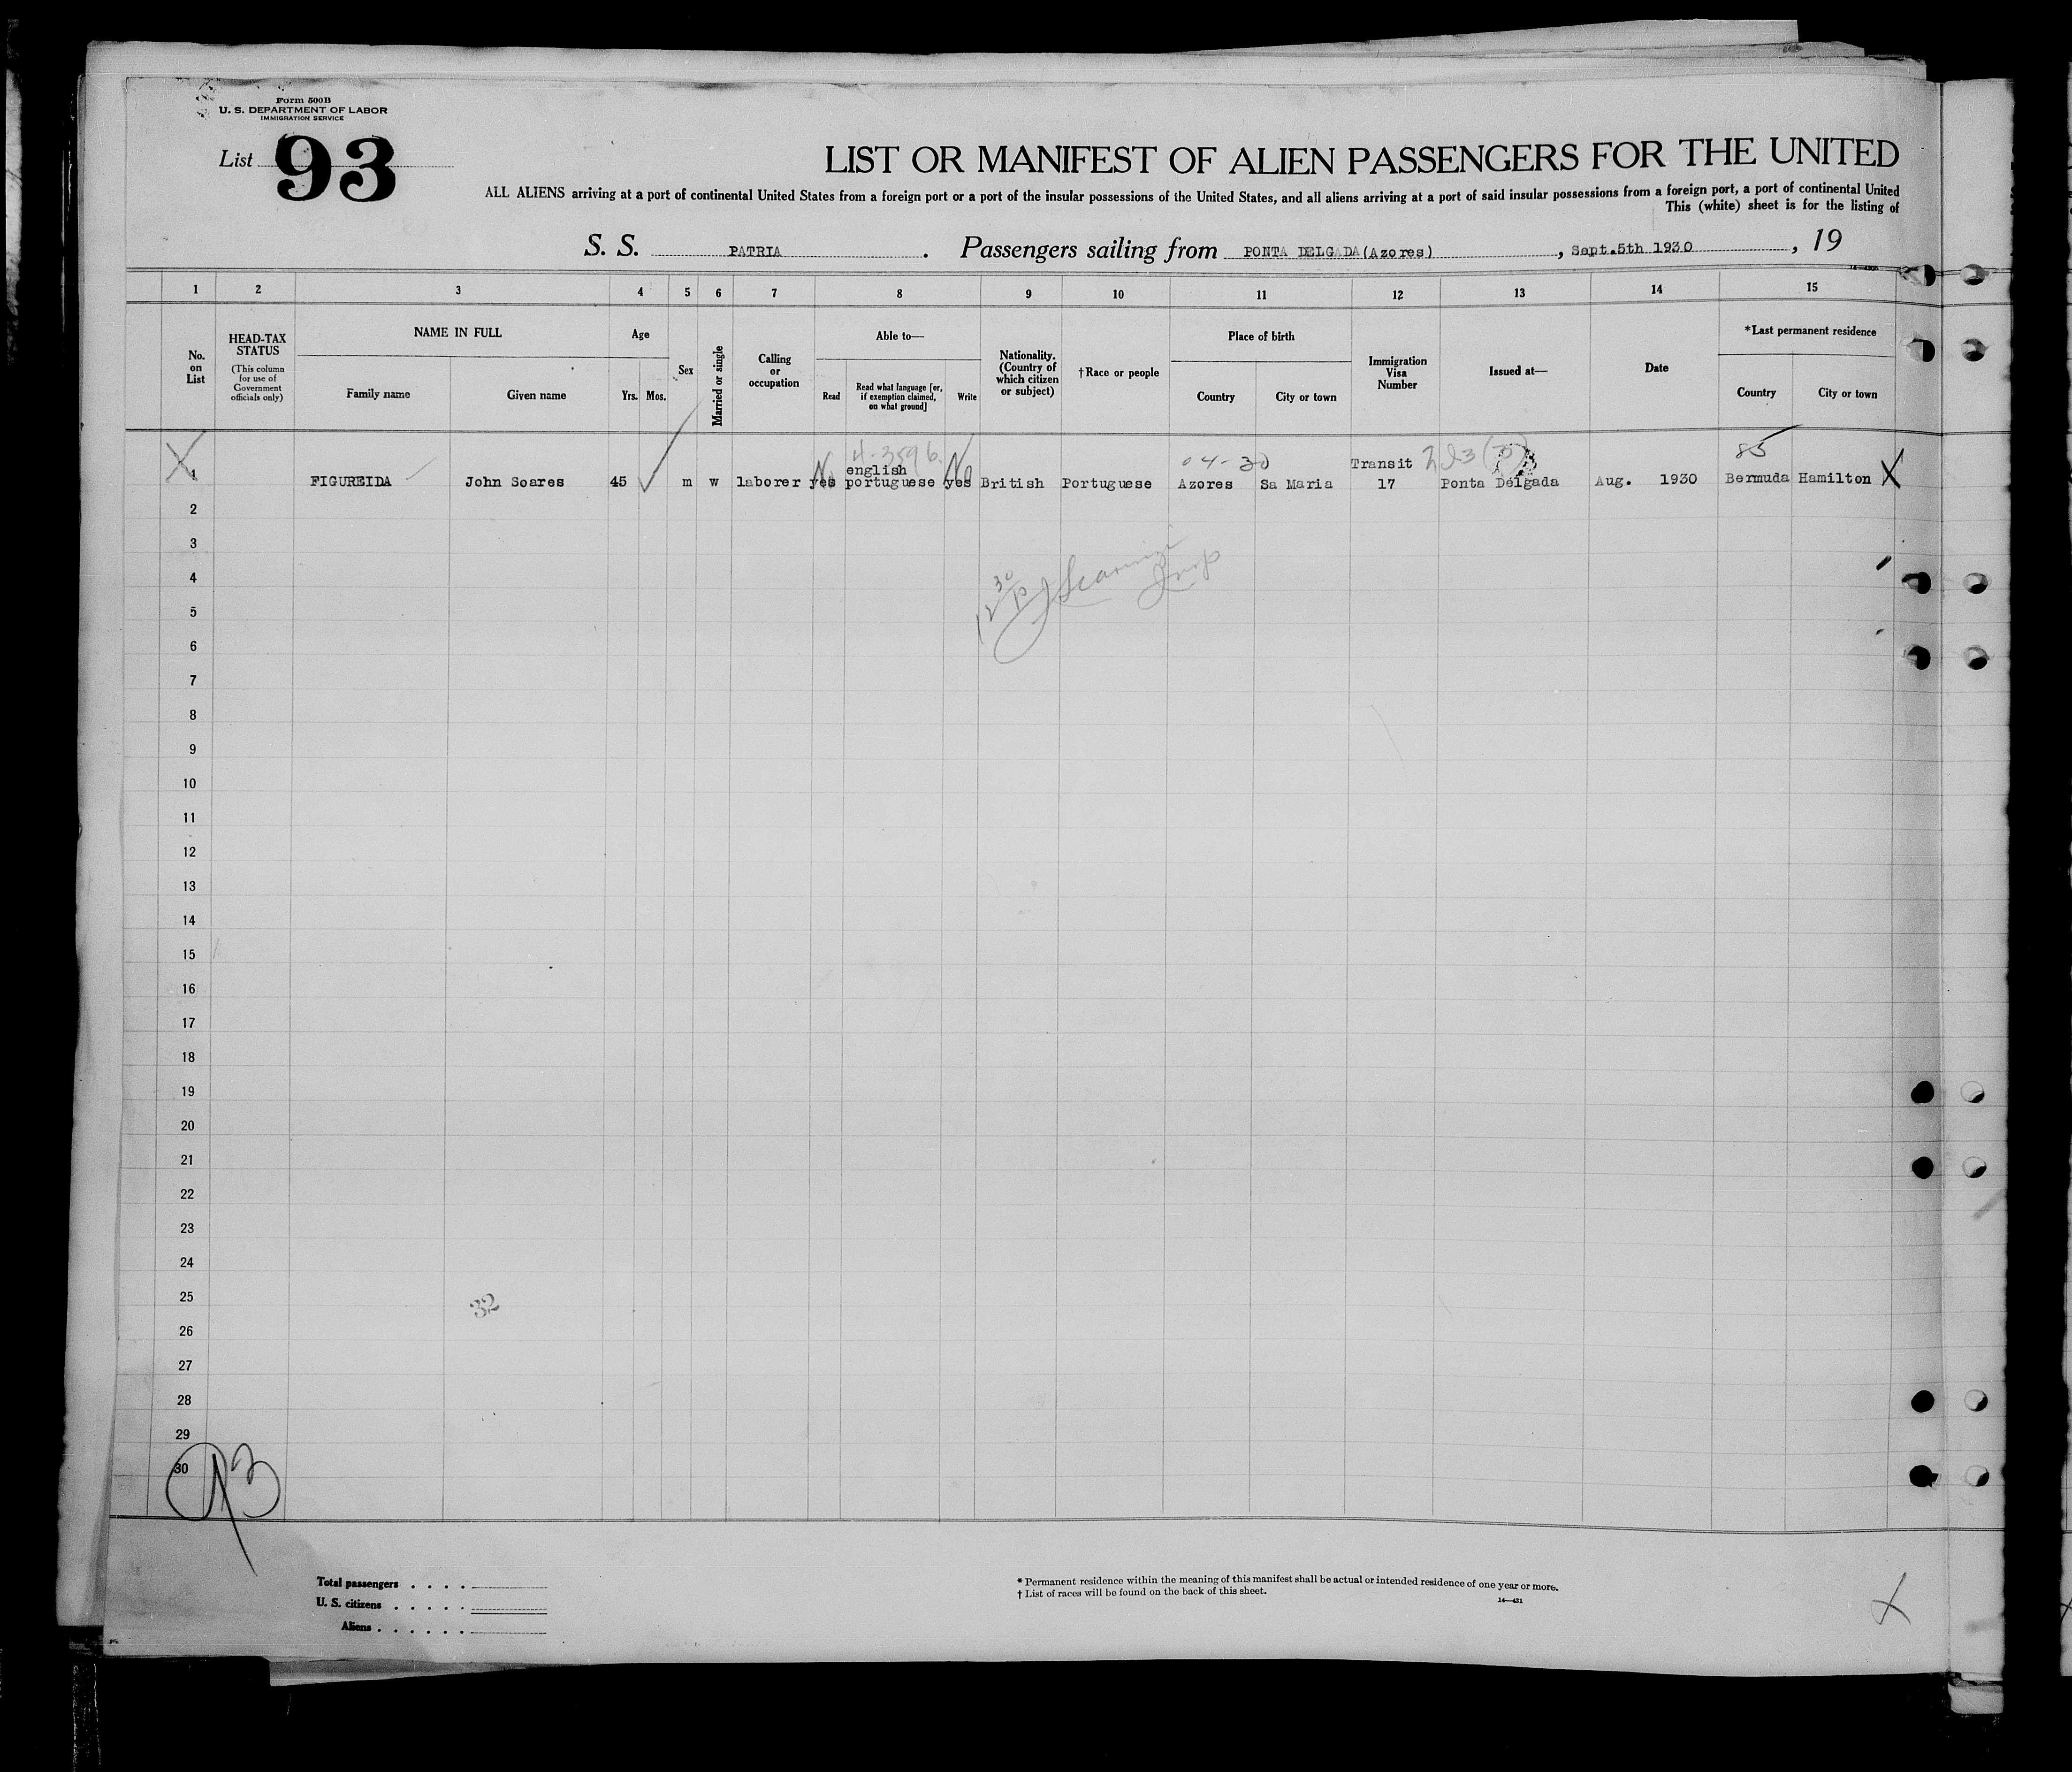 Form 500B
U. S. DEPARTMENT OF LABOR
IMMIGRATION SERVICE
List 93
LIST OR MANIFEST OF ALIEN PASSENGERS FOR THE UNITED
ALL ALIENS arriving at a port of continental United States from a foreign port or a port of the insular possessions of the United States, and all aliens arriving at a port of said insular possessions from a foreign port, a port of continental United
This (white) sheet is for the listing of
S. S. PATRIA. Passengers sailing from PONTA DELGADA(Azores), Sept.5th 1930, 19
1 2 3 4 5 6 7 8 9 10 11 12 13 14 15
No. on List
HEAD-TAX STATUS
(This column for use of Government officials only)
NAME IN FULL
Family name
Given name
Age
Yrs. Mos.
Sex
Married or single
Calling or occupation
Able to—
Read
Read what language [or, if exemption claimed, on what ground]
Write
Nationality. (Country of which citizen or subject)
†Race or people
Place of birth
Country
City or town
Immigration Visa Number
Issued at—
Date
*Last permanent residence
Country
City or town
4-3596 04-30 85
No english No Transit
1 FIGUREIDA John Soares 45 m w laborer yes portuguese yes British Portuguese Azores Sa Maria 17 Ponta Delgada Aug. 1930 Bermuda Hamilton X
2
3
4
5
6
7
8
9
10
11
12
13
14
15
16
17
18
19
20
21
22
23
24
25
32
26
27
28
29
30
93
Total passengers . . . .
U. S. citizens . . . . .
Aliens . . . . . .
* Permanent residence within the meaning of this manifest shall be actual or intended residence of one year or more.
† List of races will be found on the back of this sheet.
14—431
X